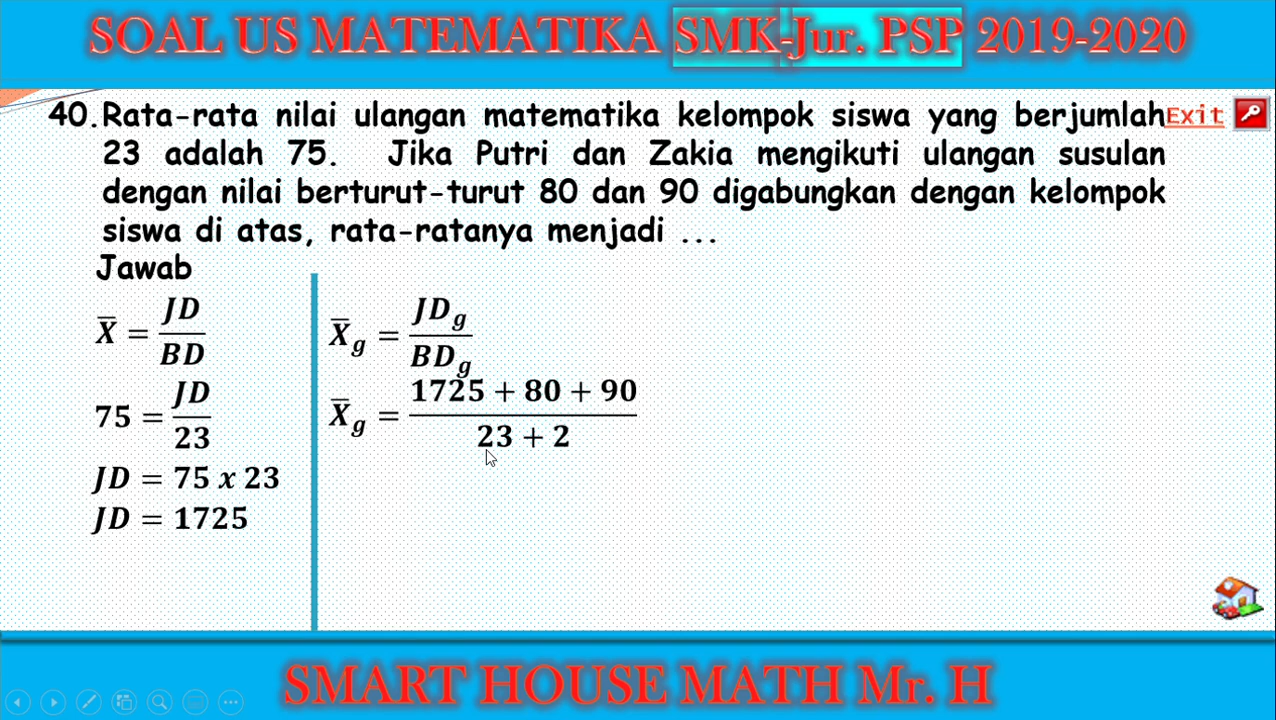 SOAL US MATEMATIKA SMK-Jur. PSP 2019-2020
40. Rata-rata nilai ulangan matematika kelompok siswa yang berjumlah
Exit
23 adalah 75. Jika Putri dan Zakia mengikuti ulangan susulan
dengan nilai berturut-turut 80 dan 90 digabungkan dengan kelompok
siswa di atas, rata-ratanya menjadi ...
Jawab
X̅ = JD/BD
75 = JD/23
JD = 75 x 23
JD = 1725
X̅g = JDg/BDg
X̅g = (1725 + 80 + 90)/(23 + 2)
SMART HOUSE MATH Mr. H